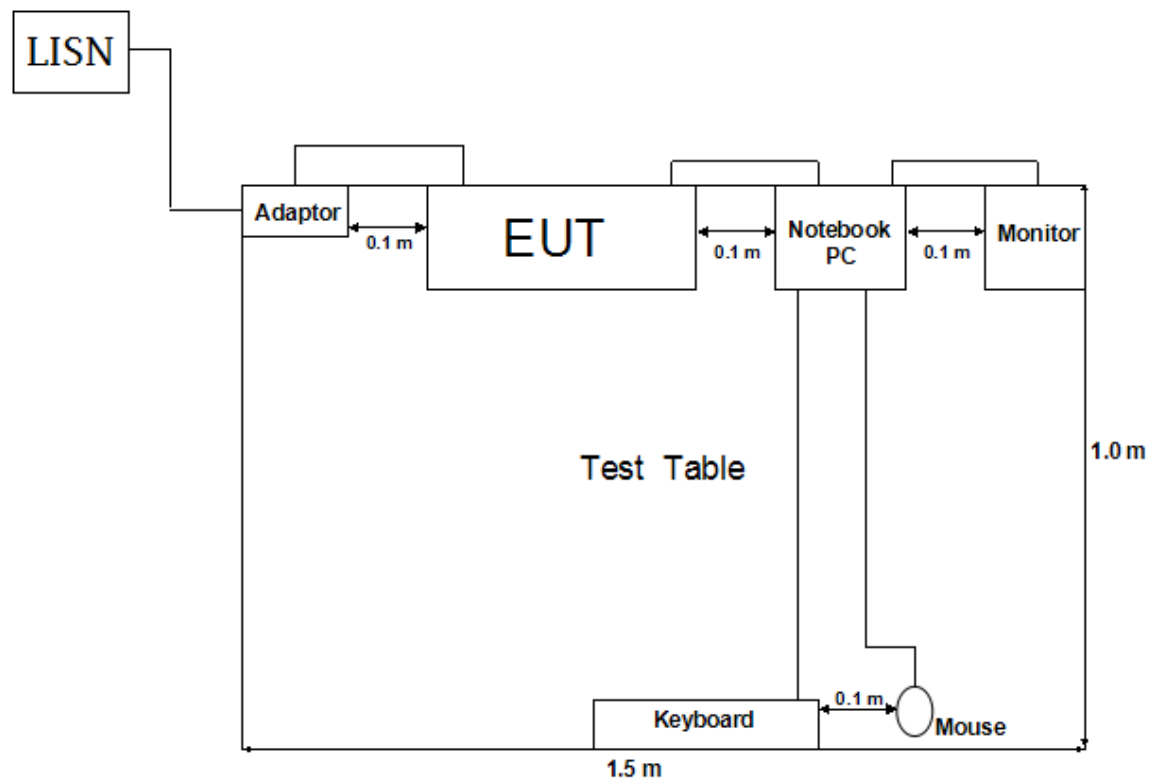 LISN
Adaptor
0.1 m
EUT
0.1 m
Notebook
PC
0.1 m
Monitor
Test Table
1.0 m
Keyboard
0.1 m
Mouse
1.5 m